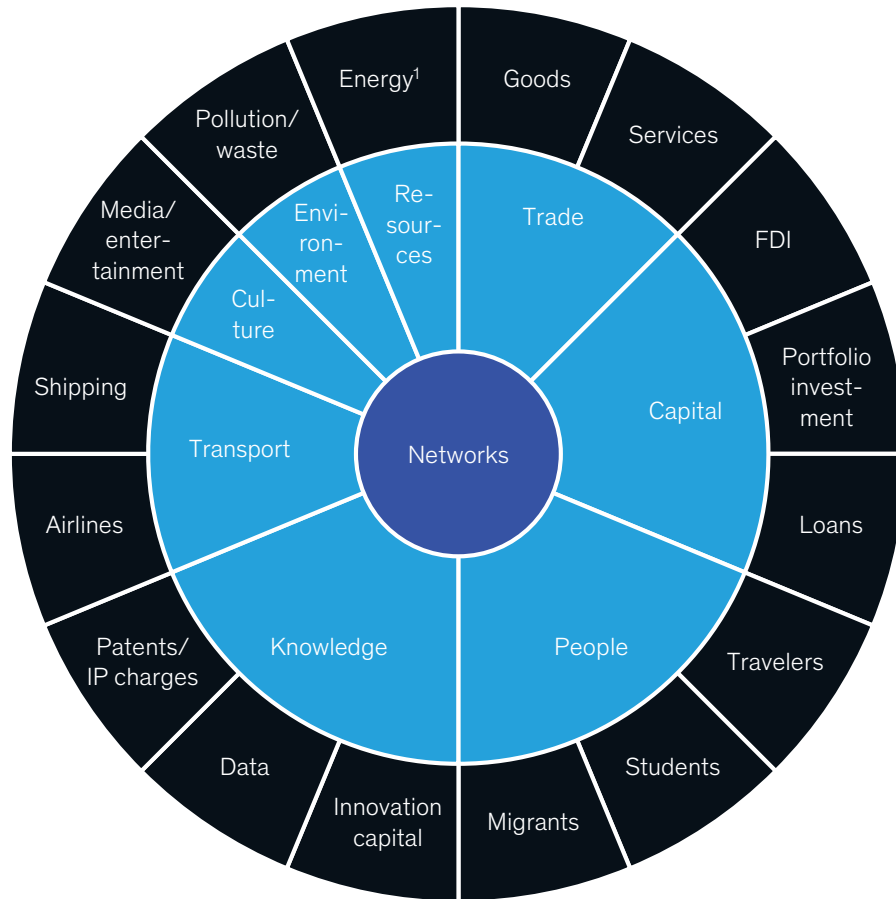 Energy¹
Goods
Services
FDI
Portfolio
invest-
ment
Loans
Travelers
Students
Migrants
Innovation
capital
Data
Patents/
IP charges
Airlines
Shipping
Media/
enter-
tainment
Pollution/
waste
Re-
sour-
ces
Trade
Capital
People
Knowledge
Transport
Cul-
ture
Envi-
ron-
ment
Networks